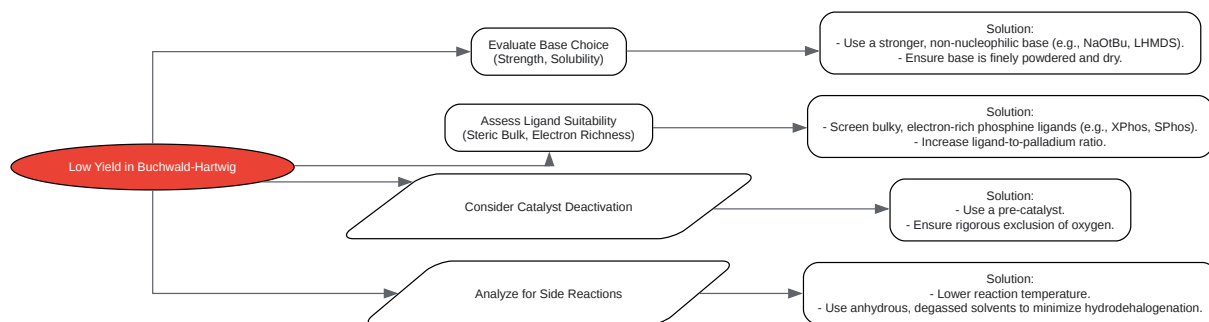 Low Yield in Buchwald-Hartwig
Evaluate Base Choice
(Strength, Solubility)
Solution:
- Use a stronger, non-nucleophilic base (e.g., NaOtBu, LHMDS).
- Ensure base is finely powdered and dry.
Assess Ligand Suitability
(Steric Bulk, Electron Richness)
Solution:
- Screen bulky, electron-rich phosphine ligands (e.g., XPhos, SPhos).
- Increase ligand-to-palladium ratio.
Consider Catalyst Deactivation
Solution:
- Use a pre-catalyst.
- Ensure rigorous exclusion of oxygen.
Analyze for Side Reactions
Solution:
- Lower reaction temperature.
- Use anhydrous, degassed solvents to minimize hydrodehalogenation.